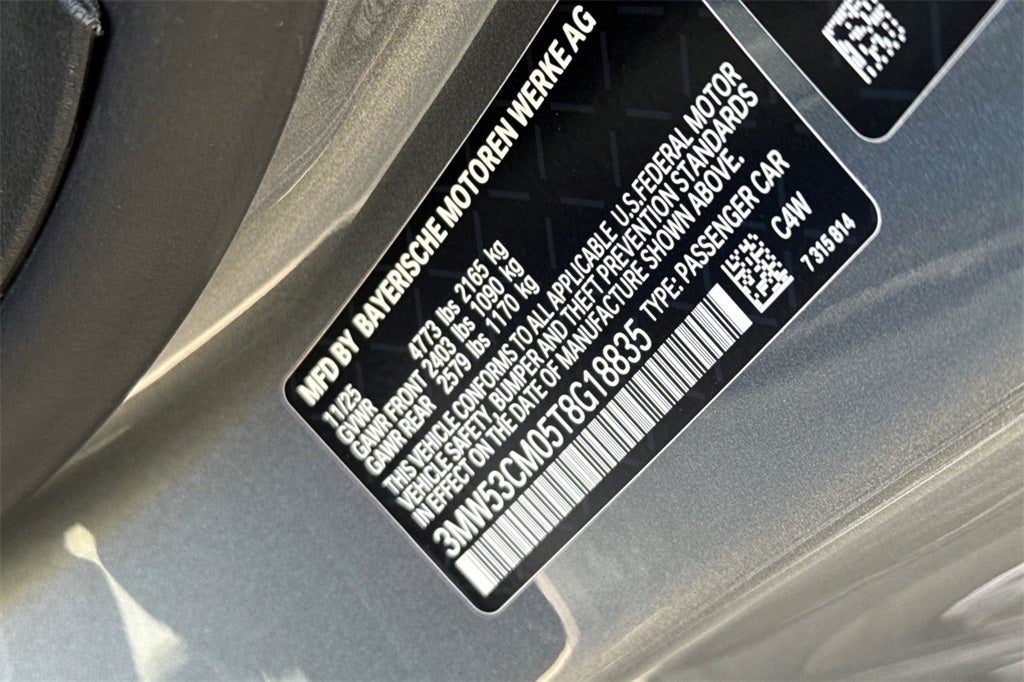 MFD BY BAYERISCHE MOTOREN WERKE AG
11/25
GVWR 4773 lbs 2165 kg
GAWR FRONT 2403 lbs 1090 kg
GAWR REAR 2579 lbs 1170 kg
THIS VEHICLE CONFORMS TO ALL APPLICABLE U.S.FEDERAL MOTOR
VEHICLE SAFETY, BUMPER AND THEFT PREVENTION STANDARDS
IN EFFECT ON DATE OF MANUFACTURE SHOWN ABOVE.
3MW53CM05T8G18835 TYPE: PASSENGER CAR
C4W
7 315 814